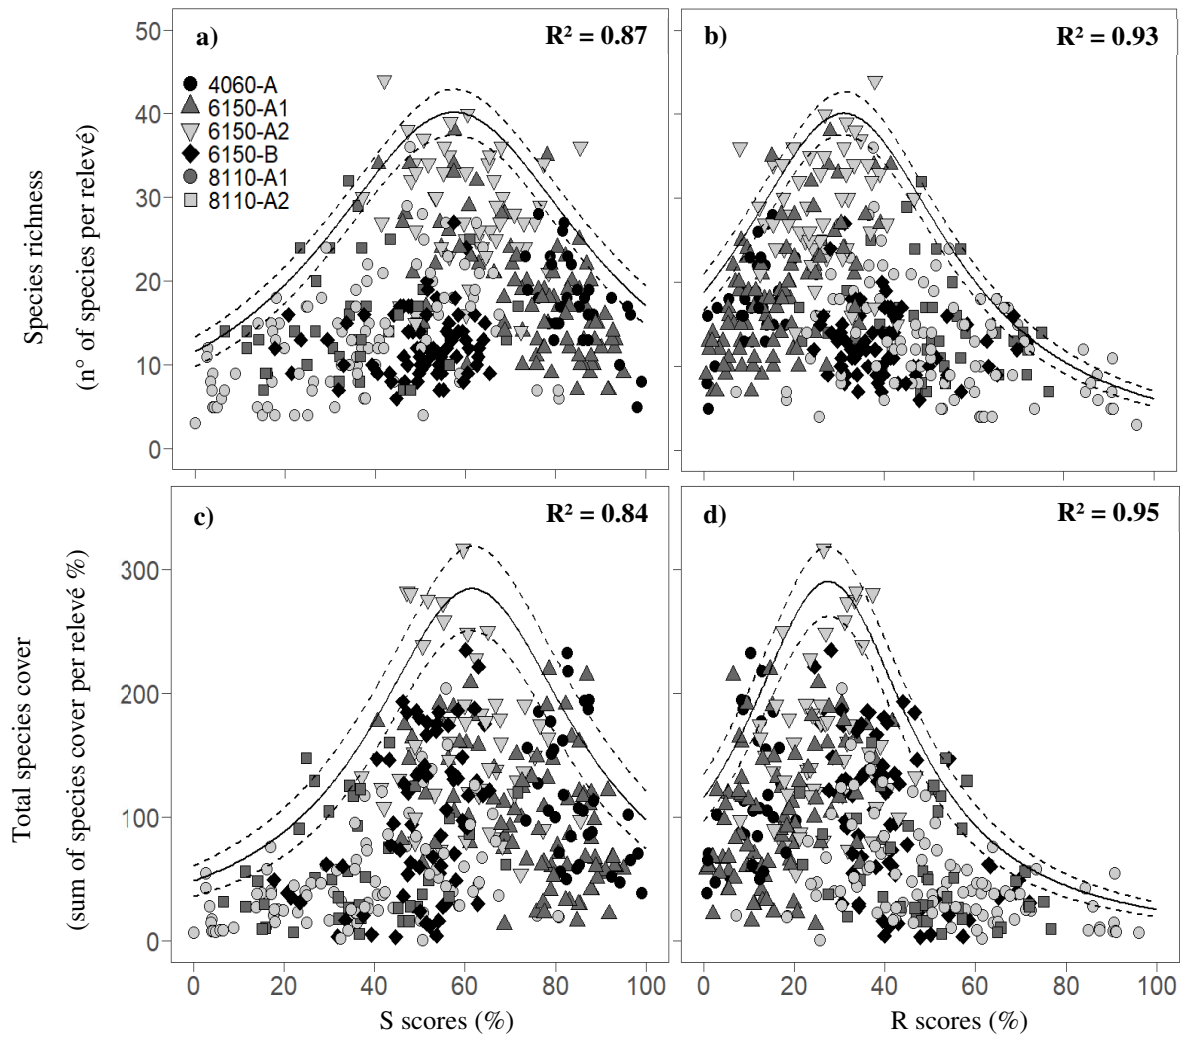 a)
R² = 0.87
b)
R² = 0.93
4060-A
6150-A1
6150-A2
6150-B
8110-A1
8110-A2
50
40
30
20
10
0
Species richness
(n° of species per relevé)
c)
R² = 0.84
d)
R² = 0.95
300
200
100
0
Total species cover
(sum of species cover per relevé %)
0 20 40 60 80 100
0 20 40 60 80 100
S scores (%)
R scores (%)